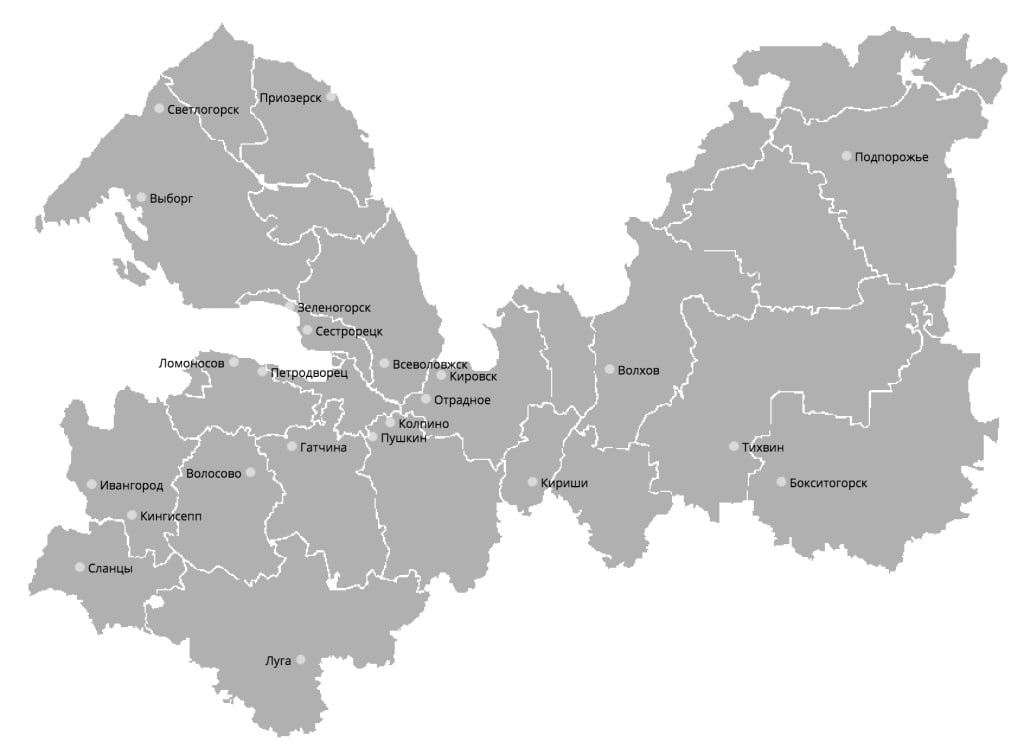 Приозерск
Светлогорск
Подпорожье
Выборг
Зеленогорск
Сестрорецк
Ломоносов
Всеволовжск
Петродворец
Кировск
Волхов
Отрадное
Колпино
Пушкин
Гатчина
Тихвин
Волосово
Ивангород
Кириши
Бокситогорск
Кингисепп
Сланцы
Луга